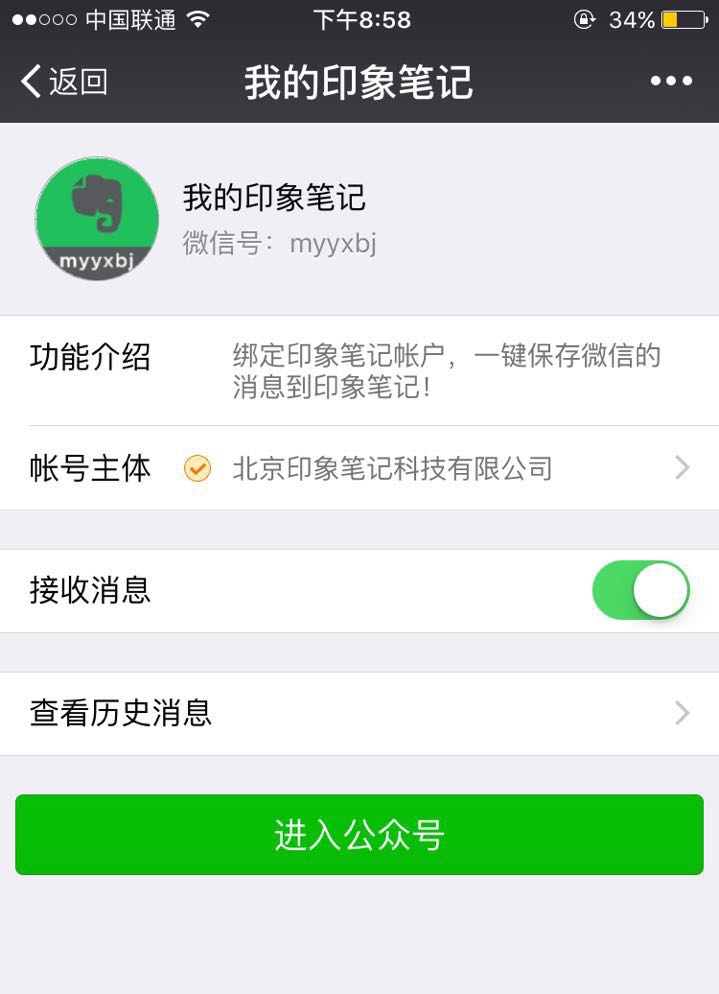 中国联通
下午8:58
34%
返回
我的印象笔记
myyxbj
我的印象笔记
微信号：myyxbj
功能介绍
绑定印象笔记帐户，一键保存微信的
消息到印象笔记！
帐号主体
北京印象笔记科技有限公司
接收消息
查看历史消息
进入公众号